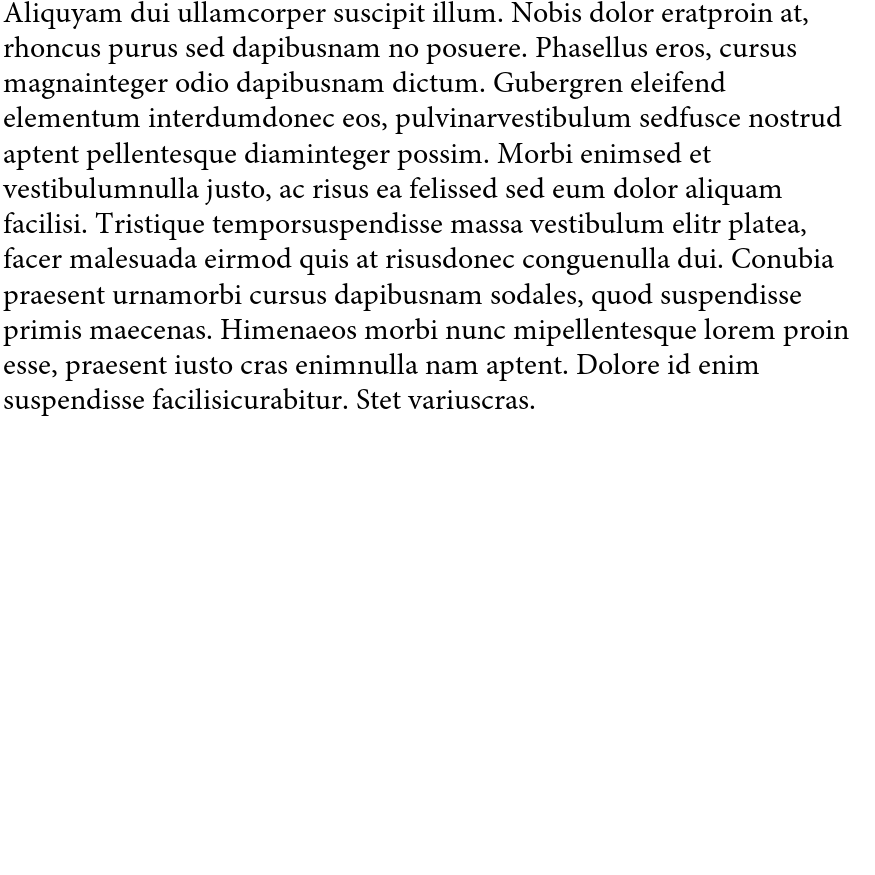 Aliquyam dui ullamcorper suscipit illum. Nobis dolor eratproin at,
rhoncus purus sed dapibusnam no posuere. Phasellus eros, cursus
magnainteger odio dapibusnam dictum. Gubergren eleifend
elementum interdumdonec eos, pulvinarvestibulum sedfusce nostrud
aptent pellentesque diaminteger possim. Morbi enimsed et
vestibulumnulla justo, ac risus ea felissed sed eum dolor aliquam
facilisi. Tristique temporsuspendisse massa vestibulum elitr platea,
facer malesuada eirmod quis at risusdonec conguenulla dui. Conubia
praesent urnamorbi cursus dapibusnam sodales, quod suspendisse
primis maecenas. Himenaeos morbi nunc mipellentesque lorem proin
esse, praesent iusto cras enimnulla nam aptent. Dolore id enim
suspendisse facilisicurabitur. Stet variuscras.